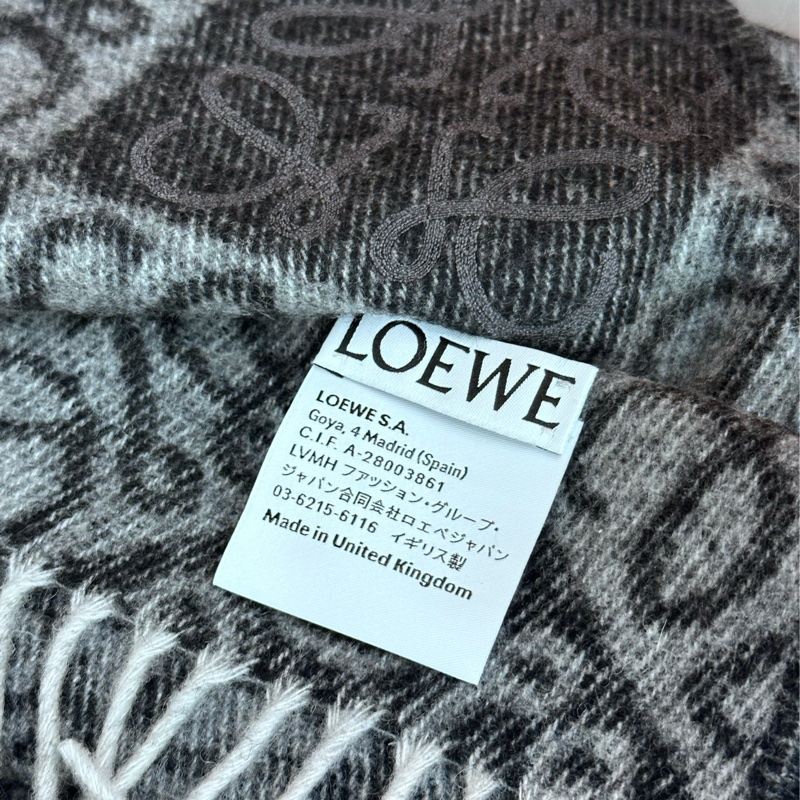 LOEWE
LOEWE S.A.
Goya, 4 Madrid (Spain)
C.I.F. A-28003861
LVMH ファッション・グループ・
ジャパン合同会社ロエベジャパン
03-6215-6116 イギリス製
Made in United Kingdom